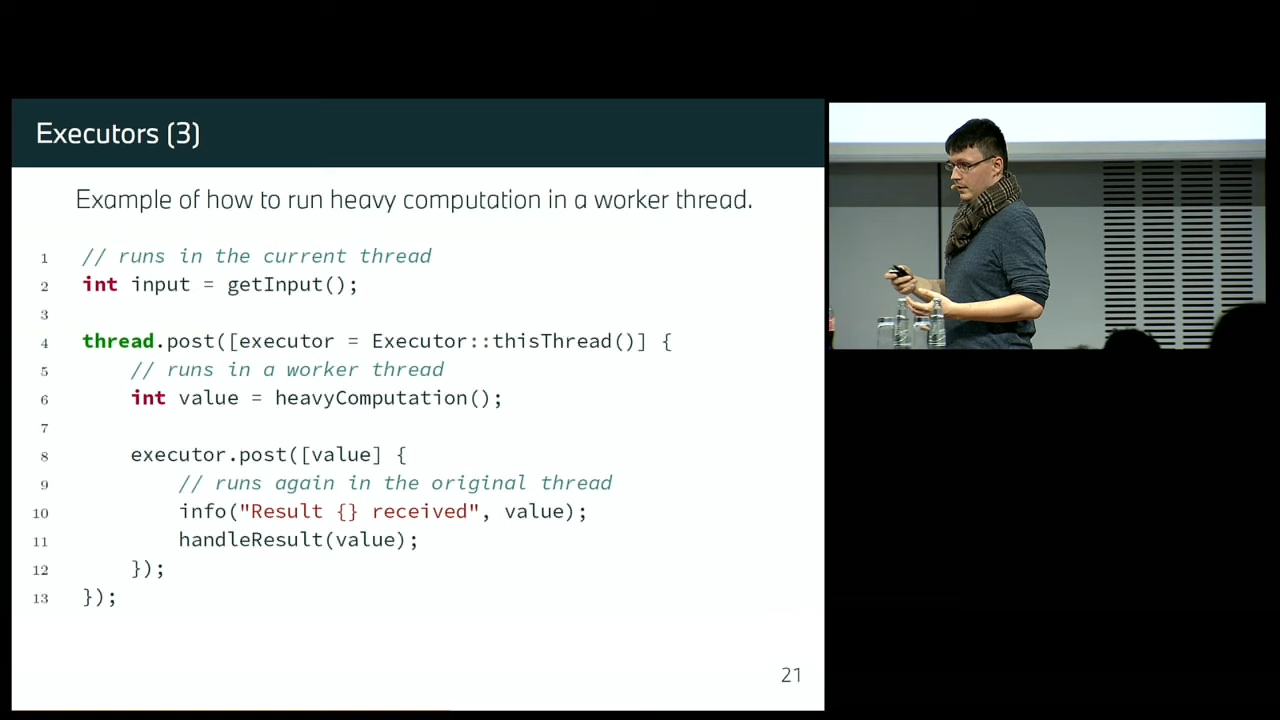 Executors (3)
Example of how to run heavy computation in a worker thread.
1 // runs in the current thread
2 int input = getInput();
3
4 thread.post([executor = Executor::thisThread()] {
5 // runs in a worker thread
6 int value = heavyComputation();
7
8 executor.post([value] {
9 // runs again in the original thread
10 info("Result {} received", value);
11 handleResult(value);
12 });
13 });
21